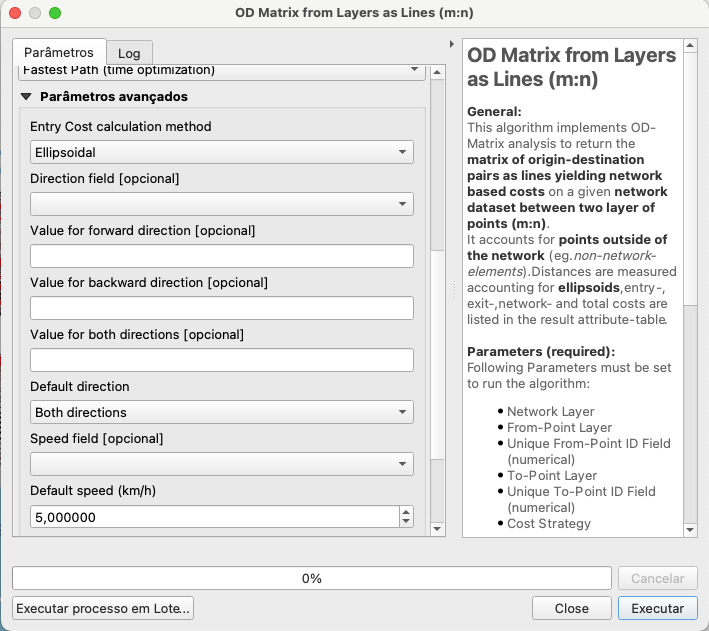 OD Matrix from Layers as Lines (m:n)
Parâmetros
Log
Fastest Path (time optimization)
Parâmetros avançados
Entry Cost calculation method
Ellipsoidal
Direction field [opcional]
Value for forward direction [opcional]
Value for backward direction [opcional]
Value for both directions [opcional]
Default direction
Both directions
Speed field [opcional]
Default speed (km/h)
5,000000
OD Matrix from Layers
as Lines (m:n)
General:
This algorithm implements OD-
Matrix analysis to return the
matrix of origin-destination
pairs as lines yielding network
based costs on a given network
dataset between two layer of
points (m:n).
It accounts for points outside of
the network (eg.non-network-
elements).Distances are measured
accounting for ellipsoids,entry-,
exit-,network- and total costs are
listed in the result attribute-table.
Parameters (required):
Following Parameters must be set
to run the algorithm:
• Network Layer
• From-Point Layer
• Unique From-Point ID Field
(numerical)
• To-Point Layer
• Unique To-Point ID Field
(numerical)
• Cost Strategy
0%
Cancelar
Executar processo em Lote...
Close
Executar